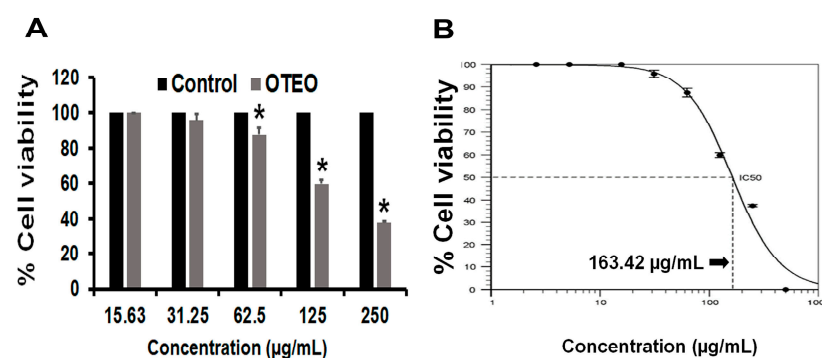 A
B
Control OTEO
% Cell viability
120
100
80
60
40
20
0
*
*
*
15.63 31.25 62.5 125 250
Concentration (µg/mL)
% Cell viability
00
90
80
70
60
50
40
30
20
10
0
IC50
163.42 µg/mL
1 10 100 100
Concentration (µg/mL)